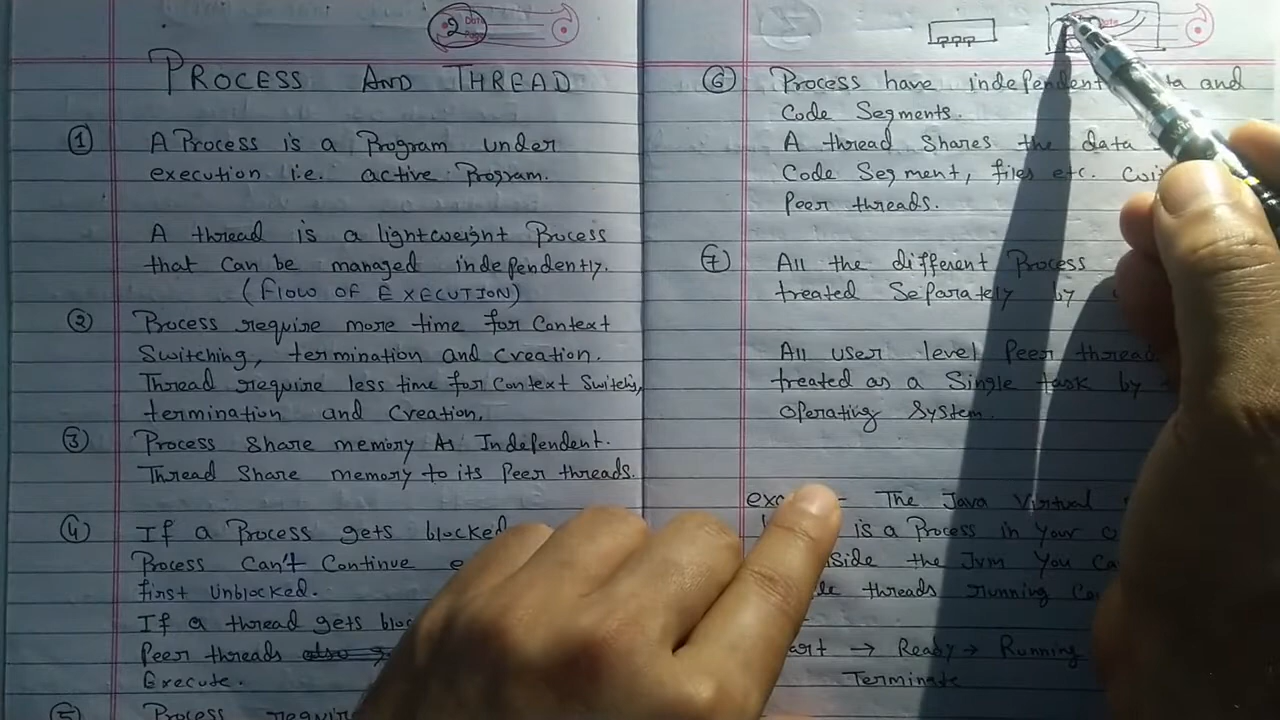 2 Date
Page
PROCESS AND THREAD
① A Process is a Program under
execution i.e. active Program.
A thread is a lightweight Process
that can be managed independently.
(FLOW OF EXECUTION)
② Process require more time for Context
Switching, termination and creation.
Thread require less time for Context Switchg,
termination and Creation.
③ Process Share memory As Independent.
Thread Share memory to its Peer threads.
④ If a Process gets blocked
Process Can't Continue
first Unblocked.
If a thread gets
Peer threads
Execute.
⑤ Process
Date
⑥ Process have independent and
Code Segments.
A thread Shares the data
Code Segment, files etc.
Peer threads.
⑦ All the different Process
treated Separately by
All user level Peer
treated as a Single task by
Operating System.
The Java Virtual
is a Process in Your
the Jvm You
threads running
→ Ready → Running
Terminate